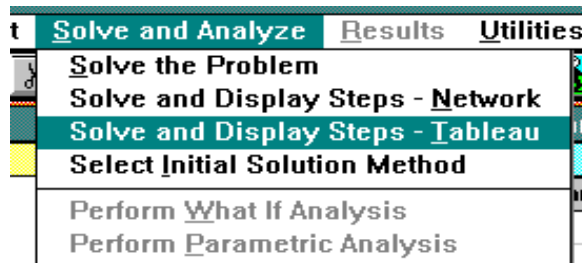 t Solve and Analyze Results Utilities
Solve the Problem
Solve and Display Steps - Network
Solve and Display Steps - Tableau
Select Initial Solution Method
Perform What If Analysis
Perform Parametric Analysis